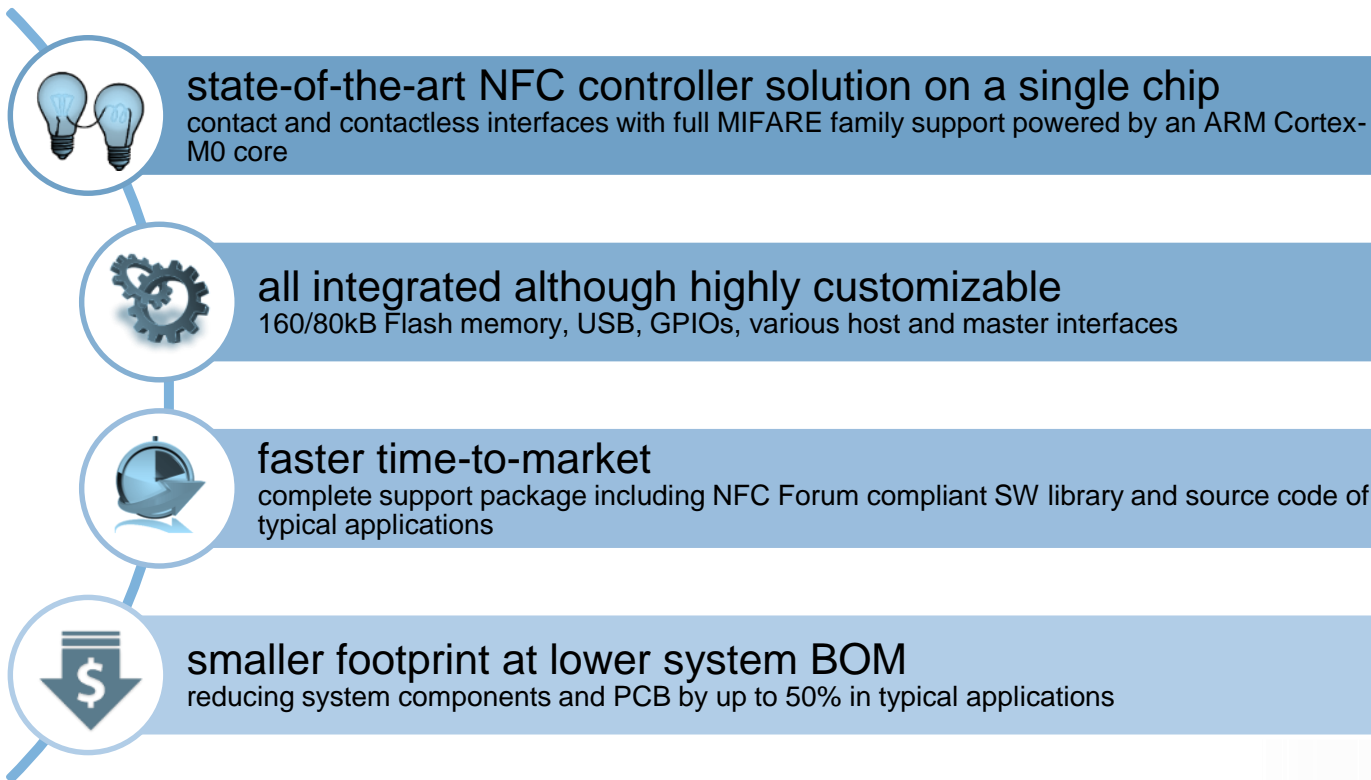 state-of-the-art NFC controller solution on a single chip
contact and contactless interfaces with full MIFARE family support powered by an ARM Cortex-
M0 core
all integrated although highly customizable
160/80kB Flash memory, USB, GPIOs, various host and master interfaces
faster time-to-market
complete support package including NFC Forum compliant SW library and source code of
typical applications
$
smaller footprint at lower system BOM
reducing system components and PCB by up to 50% in typical applications